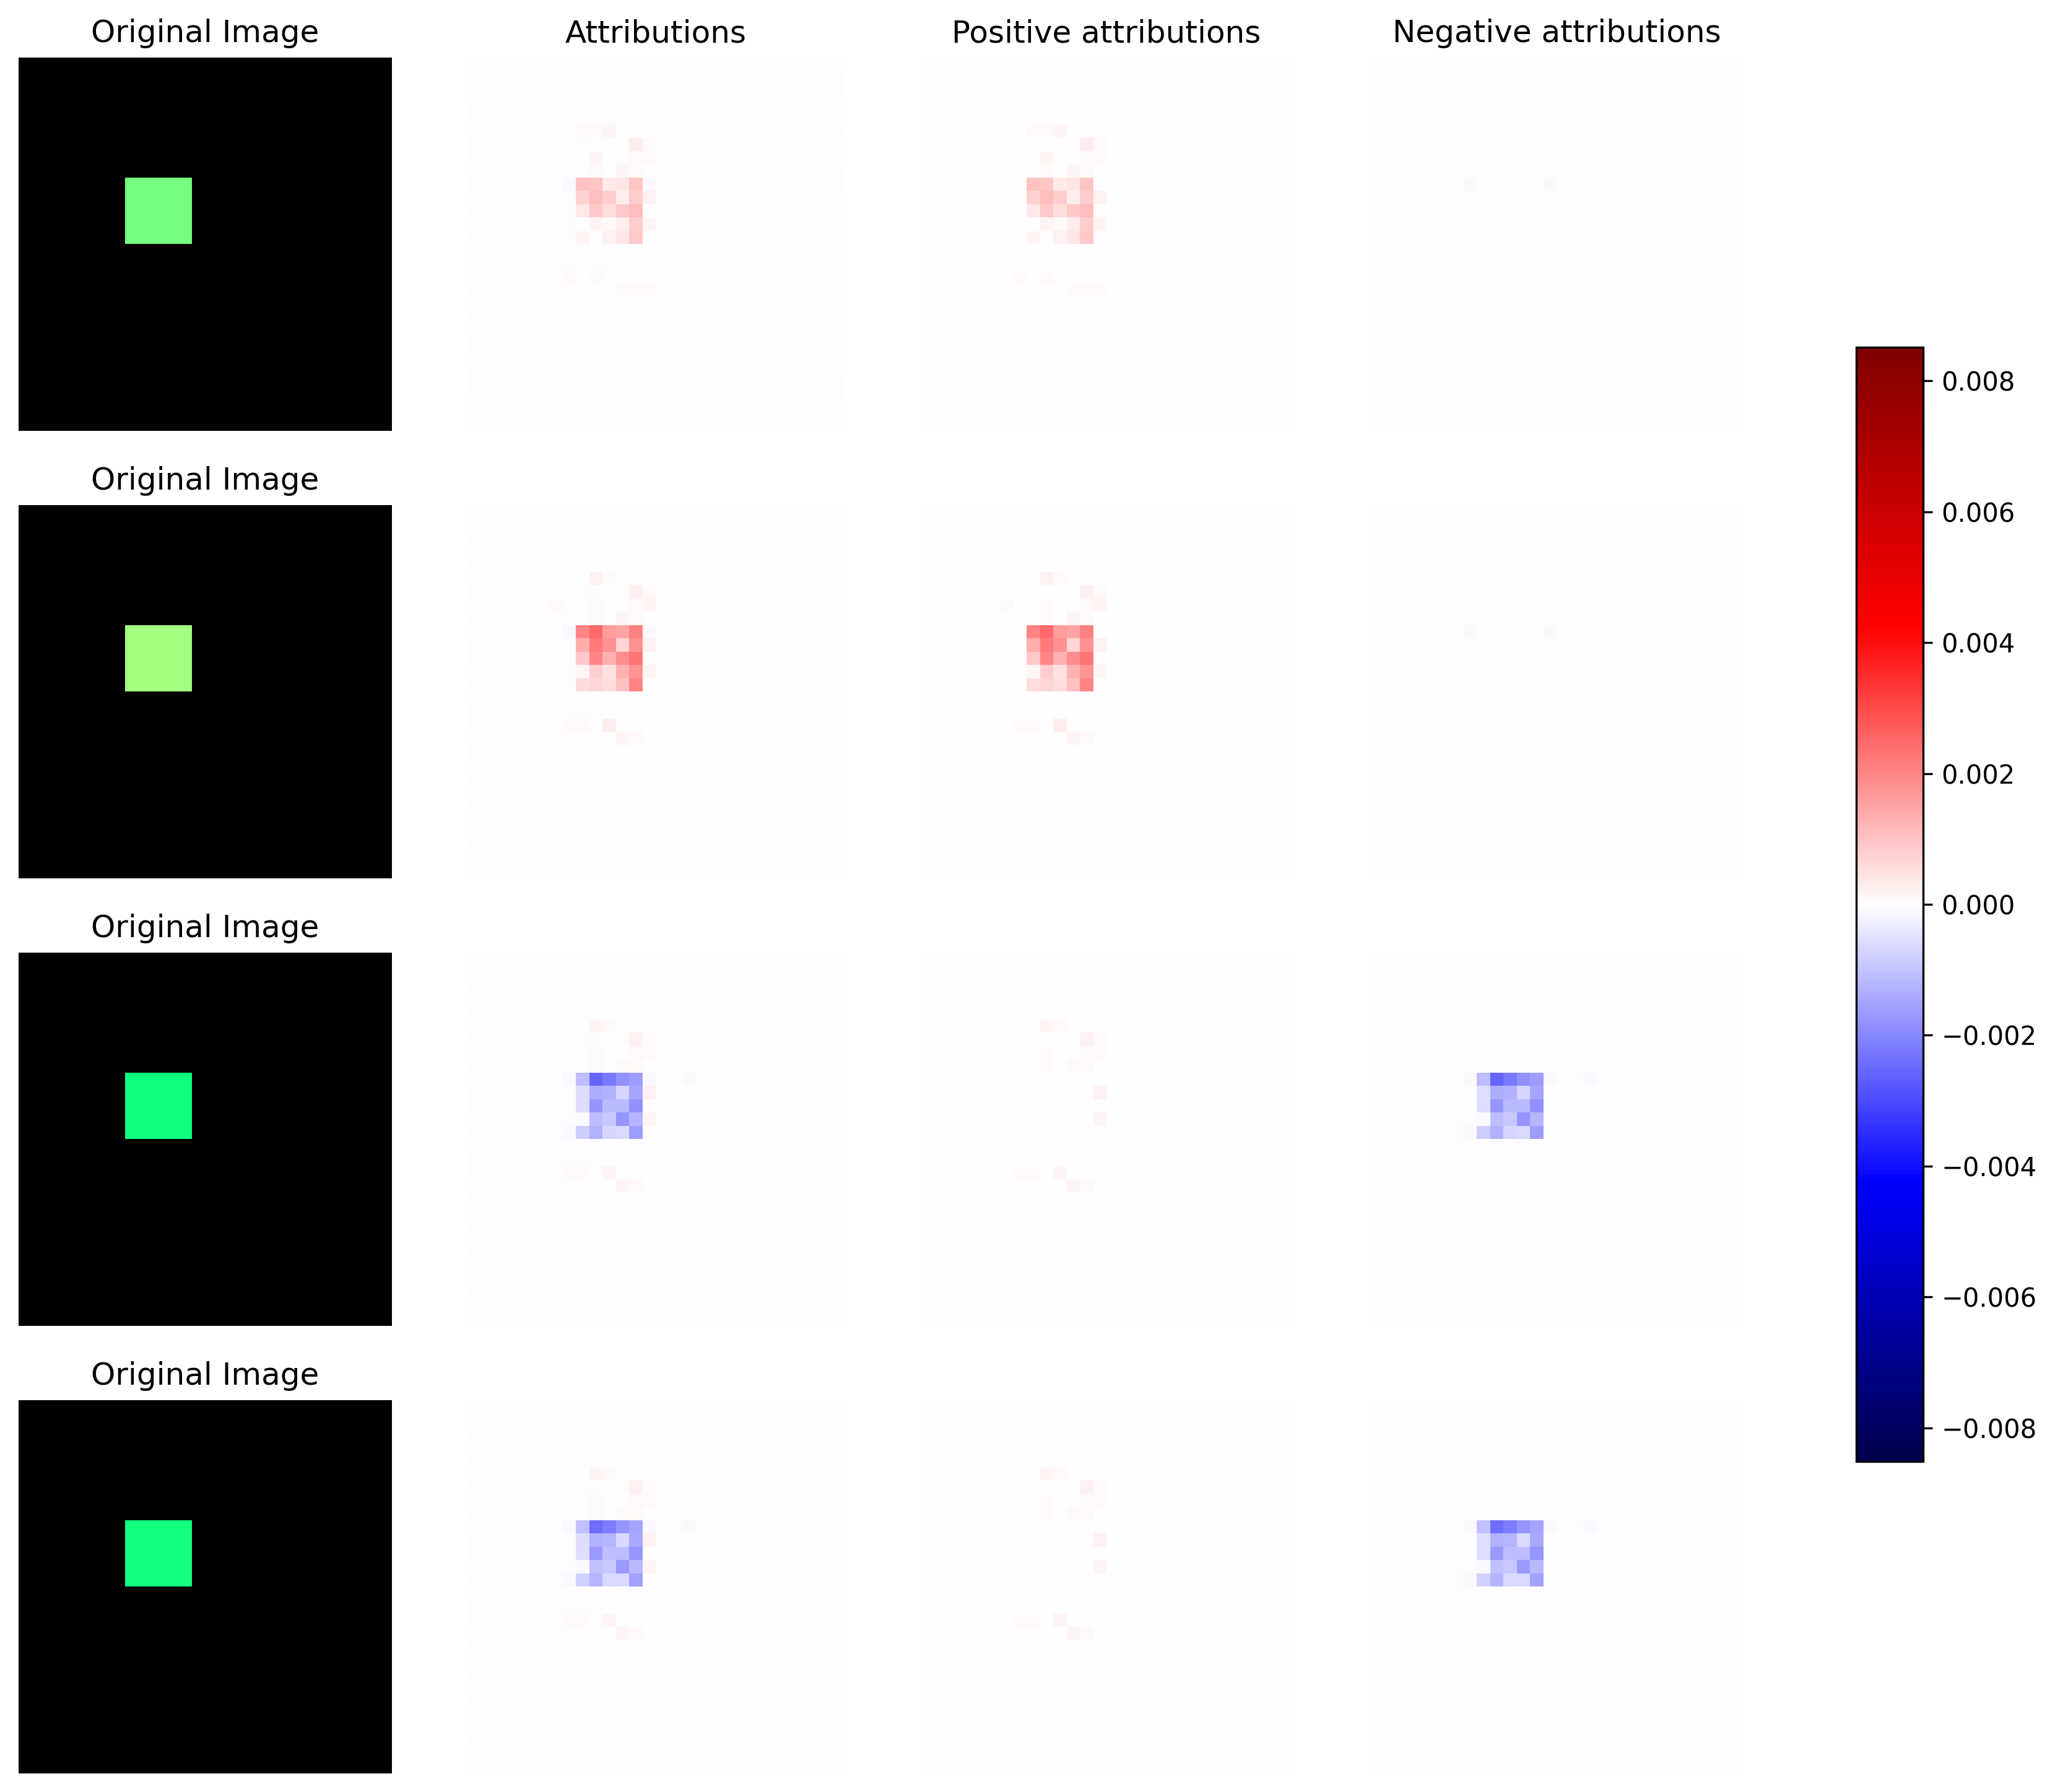 Original Image
Attributions
Positive attributions
Negative attributions
Original Image
Original Image
Original Image
0.008
0.006
0.004
0.002
0.000
−0.002
−0.004
−0.006
−0.008